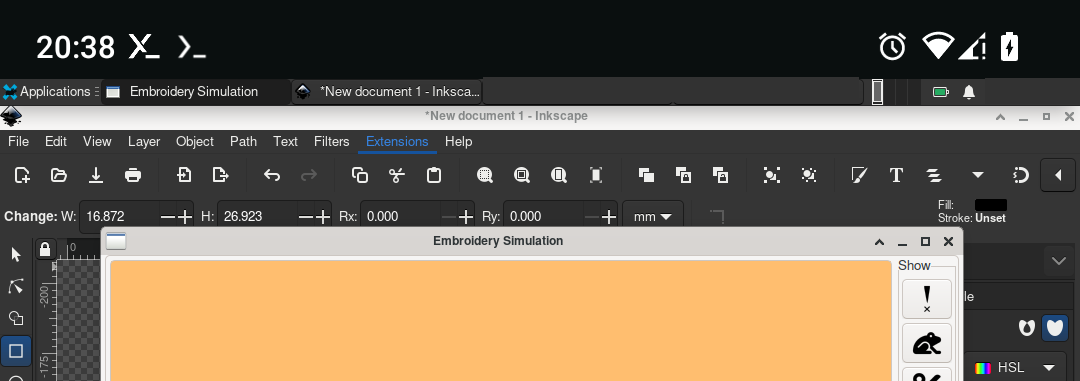 20:38
Applications Embroidery Simulation *New document 1 - Inksca...
*New document 1 - Inkscape
File Edit View Layer Object Path Text Filters Extensions Help
Change: W: 16.872 H: 26.923 Rx: 0.000 Ry: 0.000 mm Fill:
Stroke: Unset
Embroidery Simulation
0
Show
-200
le
-175
HSL